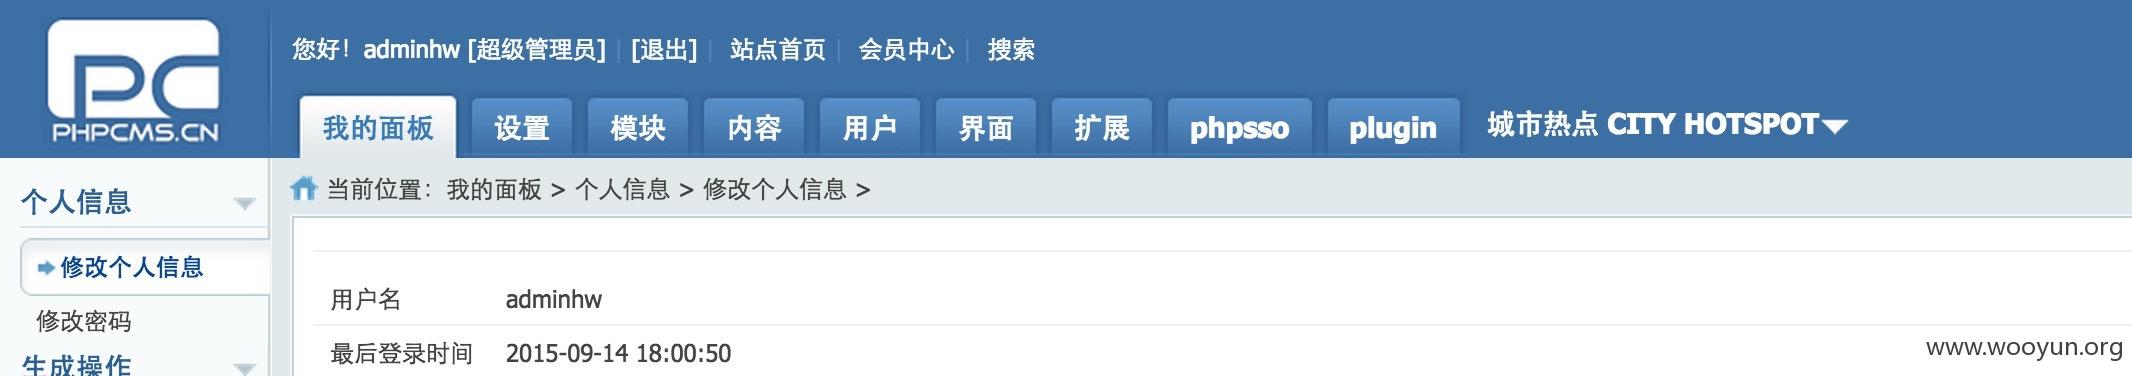 PC
PHPCMS.CN
您好！adminhw [超级管理员] | [退出] | 站点首页 | 会员中心 | 搜索
我的面板 设置 模块 内容 用户 界面 扩展 phpsso plugin 城市热点 CITY HOTSPOT
当前位置：我的面板 > 个人信息 > 修改个人信息 >
个人信息
修改个人信息
修改密码
生成操作
用户名 adminhw
最后登录时间 2015-09-14 18:00:50
www.wooyun.org